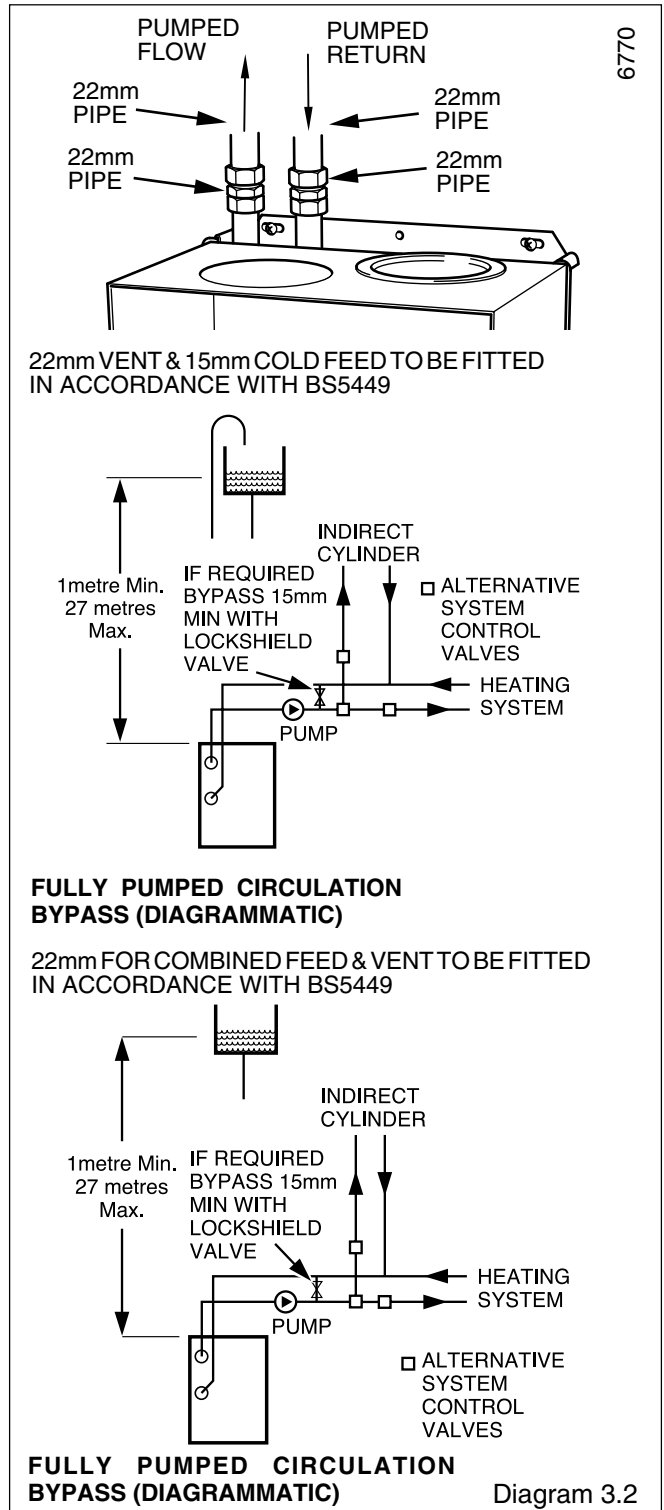 PUMPED
FLOW
PUMPED
RETURN
6770
22mm
PIPE
22mm
PIPE
22mm
PIPE
22mm
PIPE
22mm VENT & 15mm COLD FEED TO BE FITTED
IN ACCORDANCE WITH BS5449
1metre Min.
27 metres
Max.
IF REQUIRED
BYPASS 15mm
MIN WITH
LOCKSHIELD
VALVE
INDIRECT
CYLINDER
ALTERNATIVE
SYSTEM
CONTROL
VALVES
HEATING
SYSTEM
PUMP
FULLY PUMPED CIRCULATION
BYPASS (DIAGRAMMATIC)
22mm FOR COMBINED FEED & VENT TO BE FITTED
IN ACCORDANCE WITH BS5449
1metre Min.
27 metres
Max.
IF REQUIRED
BYPASS 15mm
MIN WITH
LOCKSHIELD
VALVE
INDIRECT
CYLINDER
HEATING
SYSTEM
PUMP
ALTERNATIVE
SYSTEM
CONTROL
VALVES
FULLY PUMPED CIRCULATION
BYPASS (DIAGRAMMATIC)
Diagram 3.2